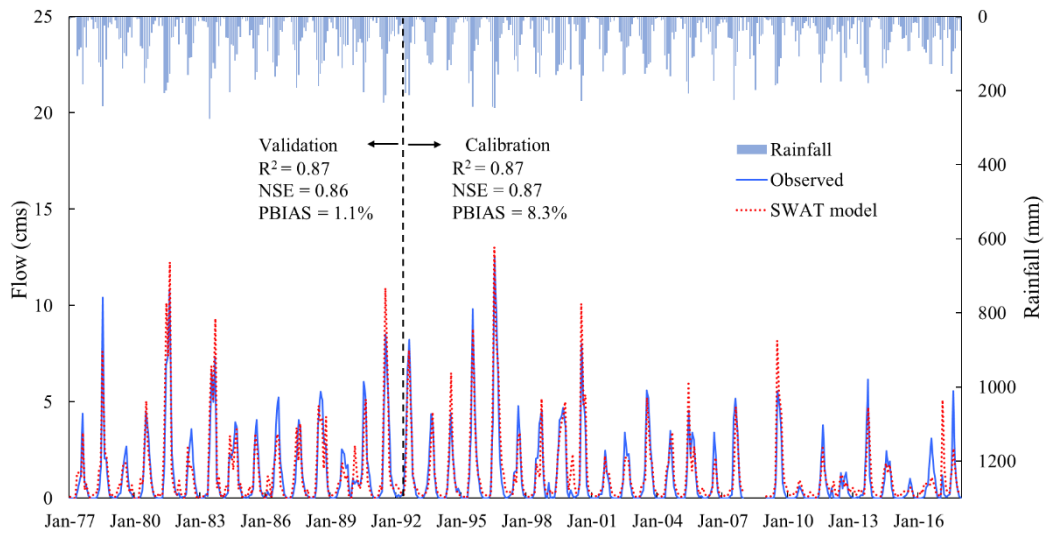 25
20
15
10
5
0
Flow (cms)
0
200
400
600
800
1000
1200
Rainfall (mm)
Validation
R² = 0.87
NSE = 0.86
PBIAS = 1.1%
Calibration
R² = 0.87
NSE = 0.87
PBIAS = 8.3%
Rainfall
Observed
SWAT model
Jan-77 Jan-80 Jan-83 Jan-86 Jan-89 Jan-92 Jan-95 Jan-98 Jan-01 Jan-04 Jan-07 Jan-10 Jan-13 Jan-16